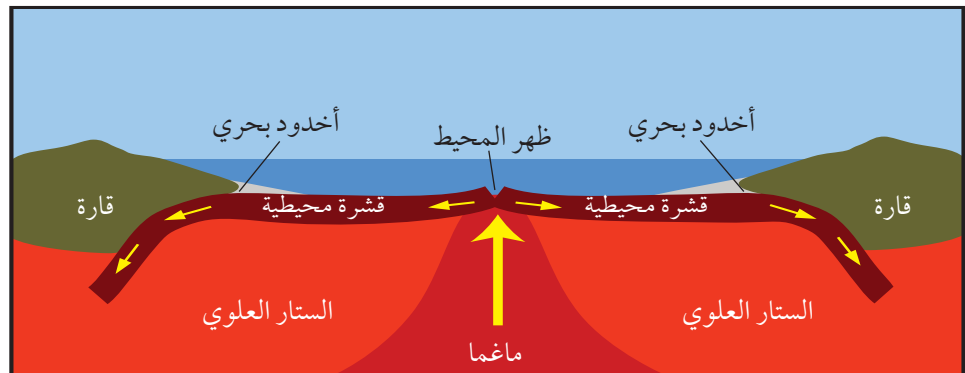 أخدود بحري
ظهر المحيط
أخدود بحري
قارة
قشرة محيطية
قشرة محيطية
قارة
الستار العلوي
الستار العلوي
ماغما